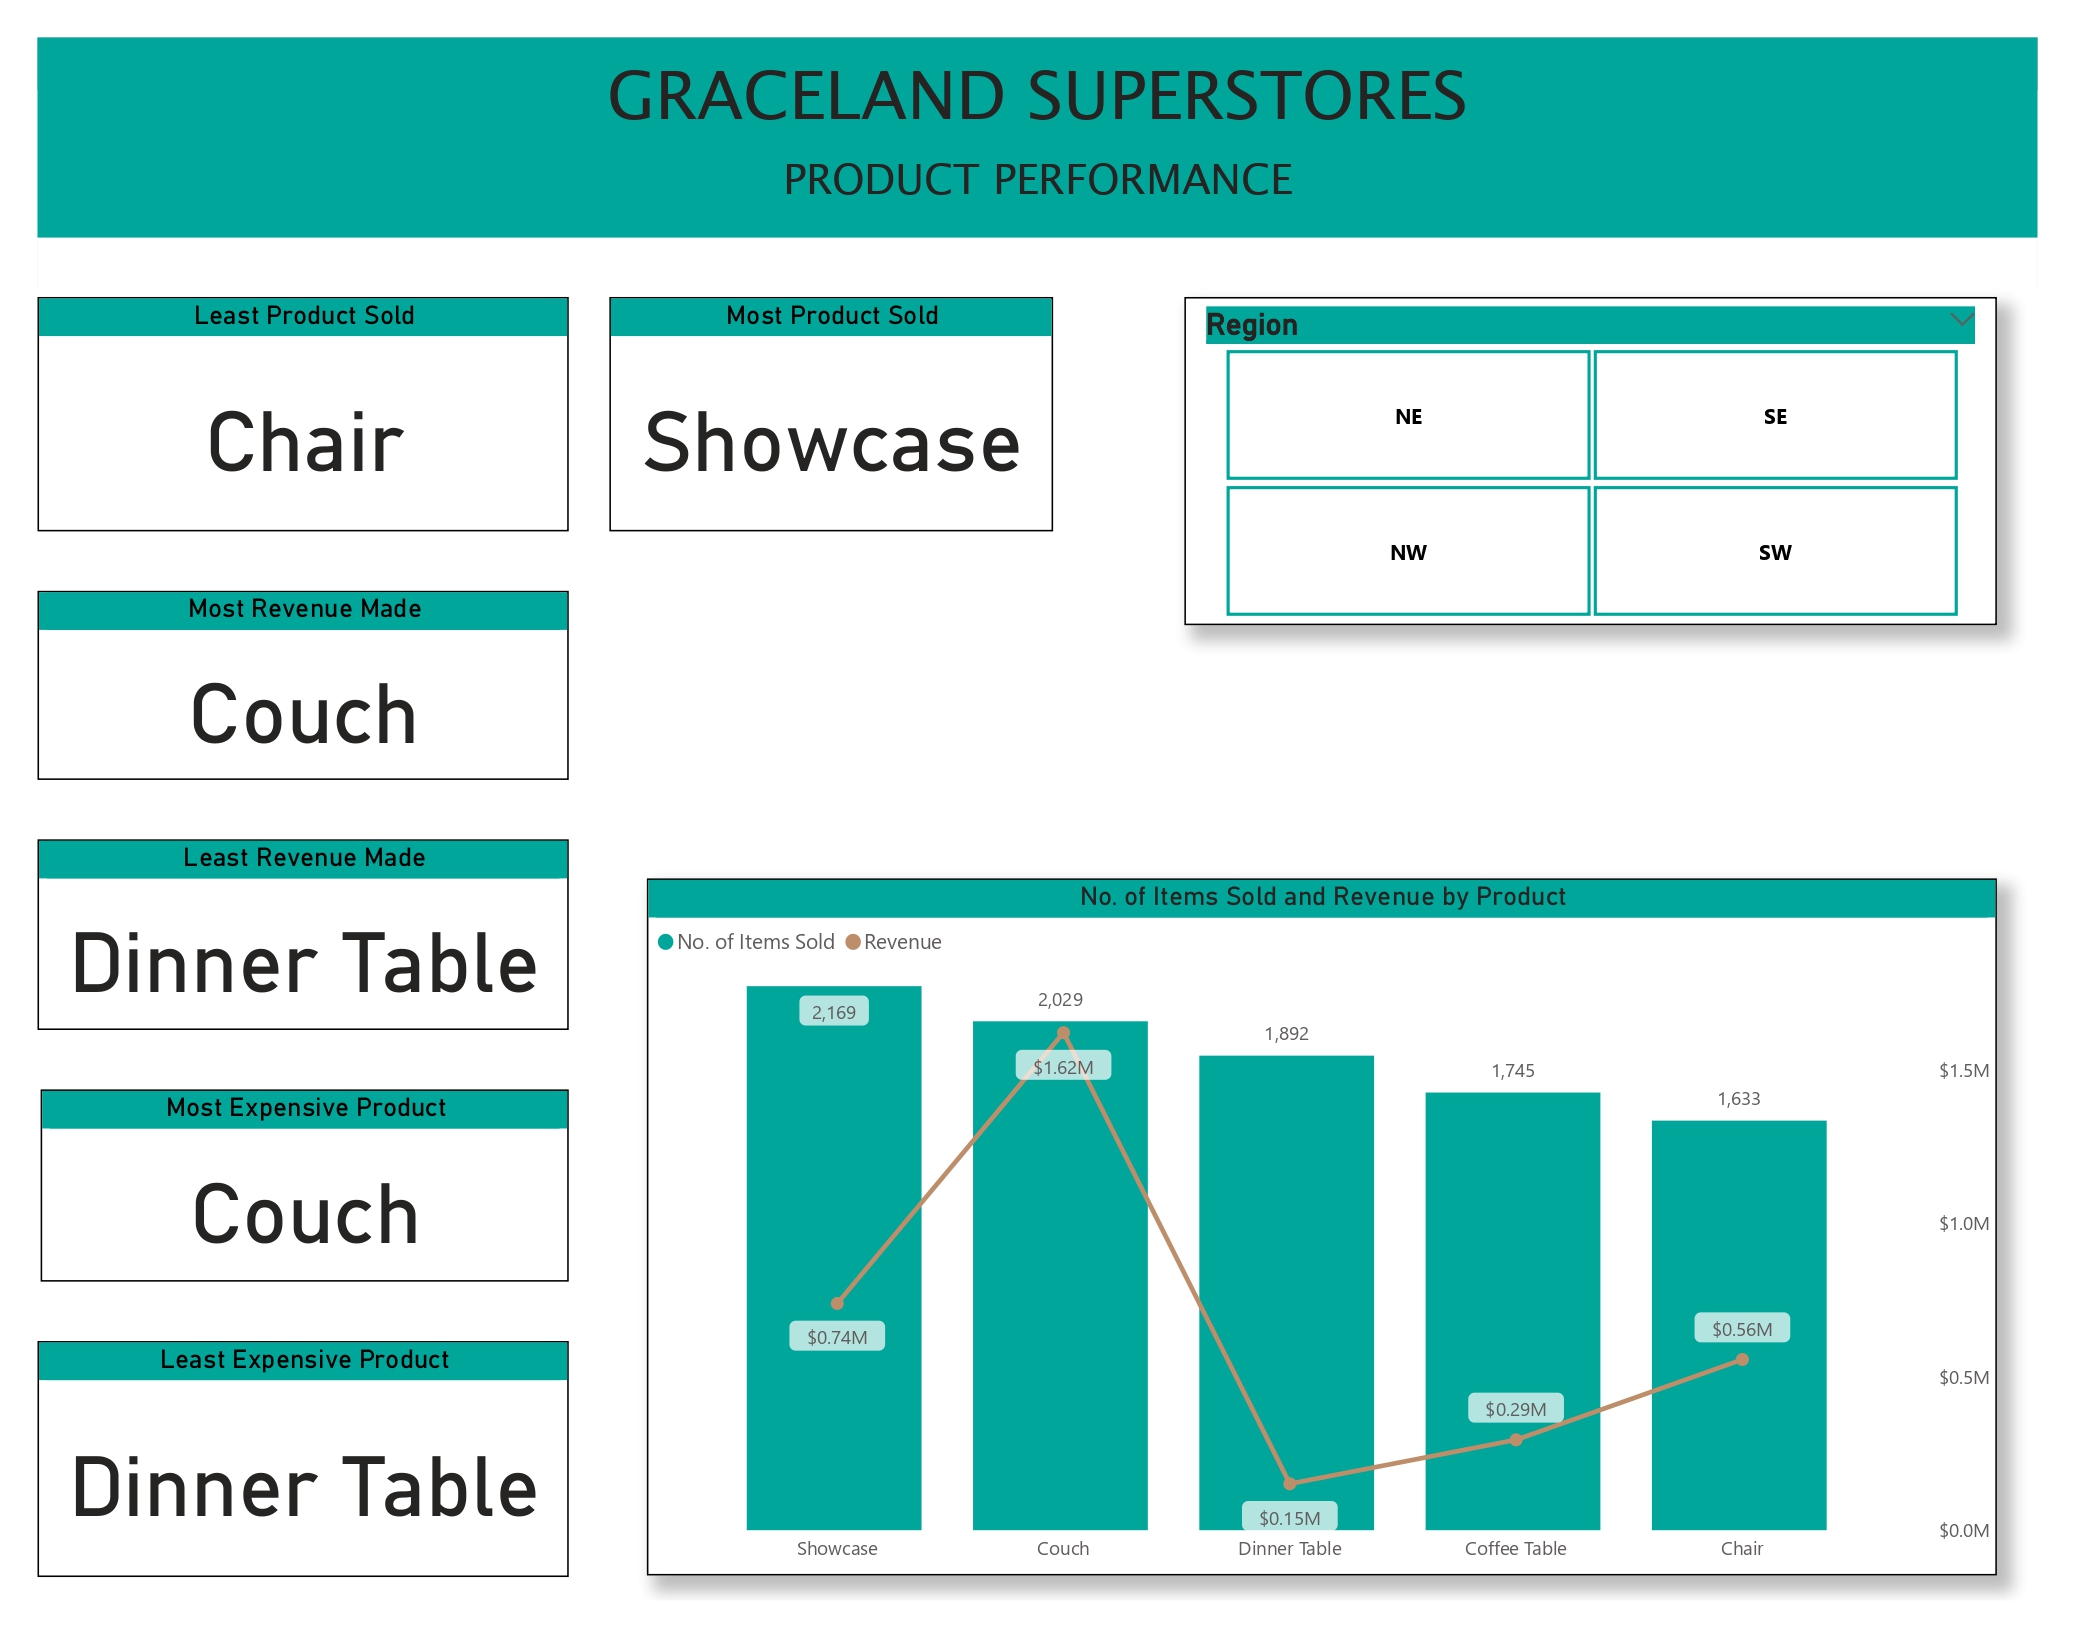 GRACELAND SUPERSTORES
PRODUCT PERFORMANCE
Least Product Sold
Chair
Most Product Sold
Showcase
Region
NE
SE
NW
SW
Most Revenue Made
Couch
Least Revenue Made
Dinner Table
Most Expensive Product
Couch
Least Expensive Product
Dinner Table
No. of Items Sold and Revenue by Product
No. of Items Sold Revenue
2,169
2,029
1,892
1,745
1,633
$0.74M
$1.62M
$0.15M
$0.29M
$0.56M
$1.5M
$1.0M
$0.5M
$0.0M
Showcase Couch Dinner Table Coffee Table Chair